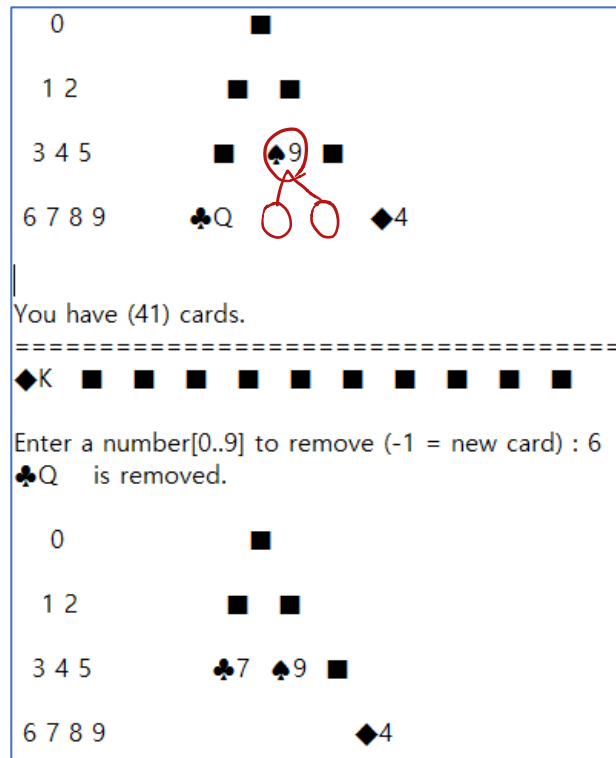 0 ■
1 2 ■ ■
3 4 5 ■ ♠9 ■
6 7 8 9 ♣Q ◆4
You have (41) cards.
====================================
◆K ■ ■ ■ ■ ■ ■ ■ ■ ■ ■
Enter a number[0..9] to remove (-1 = new card) : 6
♣Q is removed.
0 ■
1 2 ■ ■
3 4 5 ♣7 ♠9 ■
6 7 8 9 ◆4